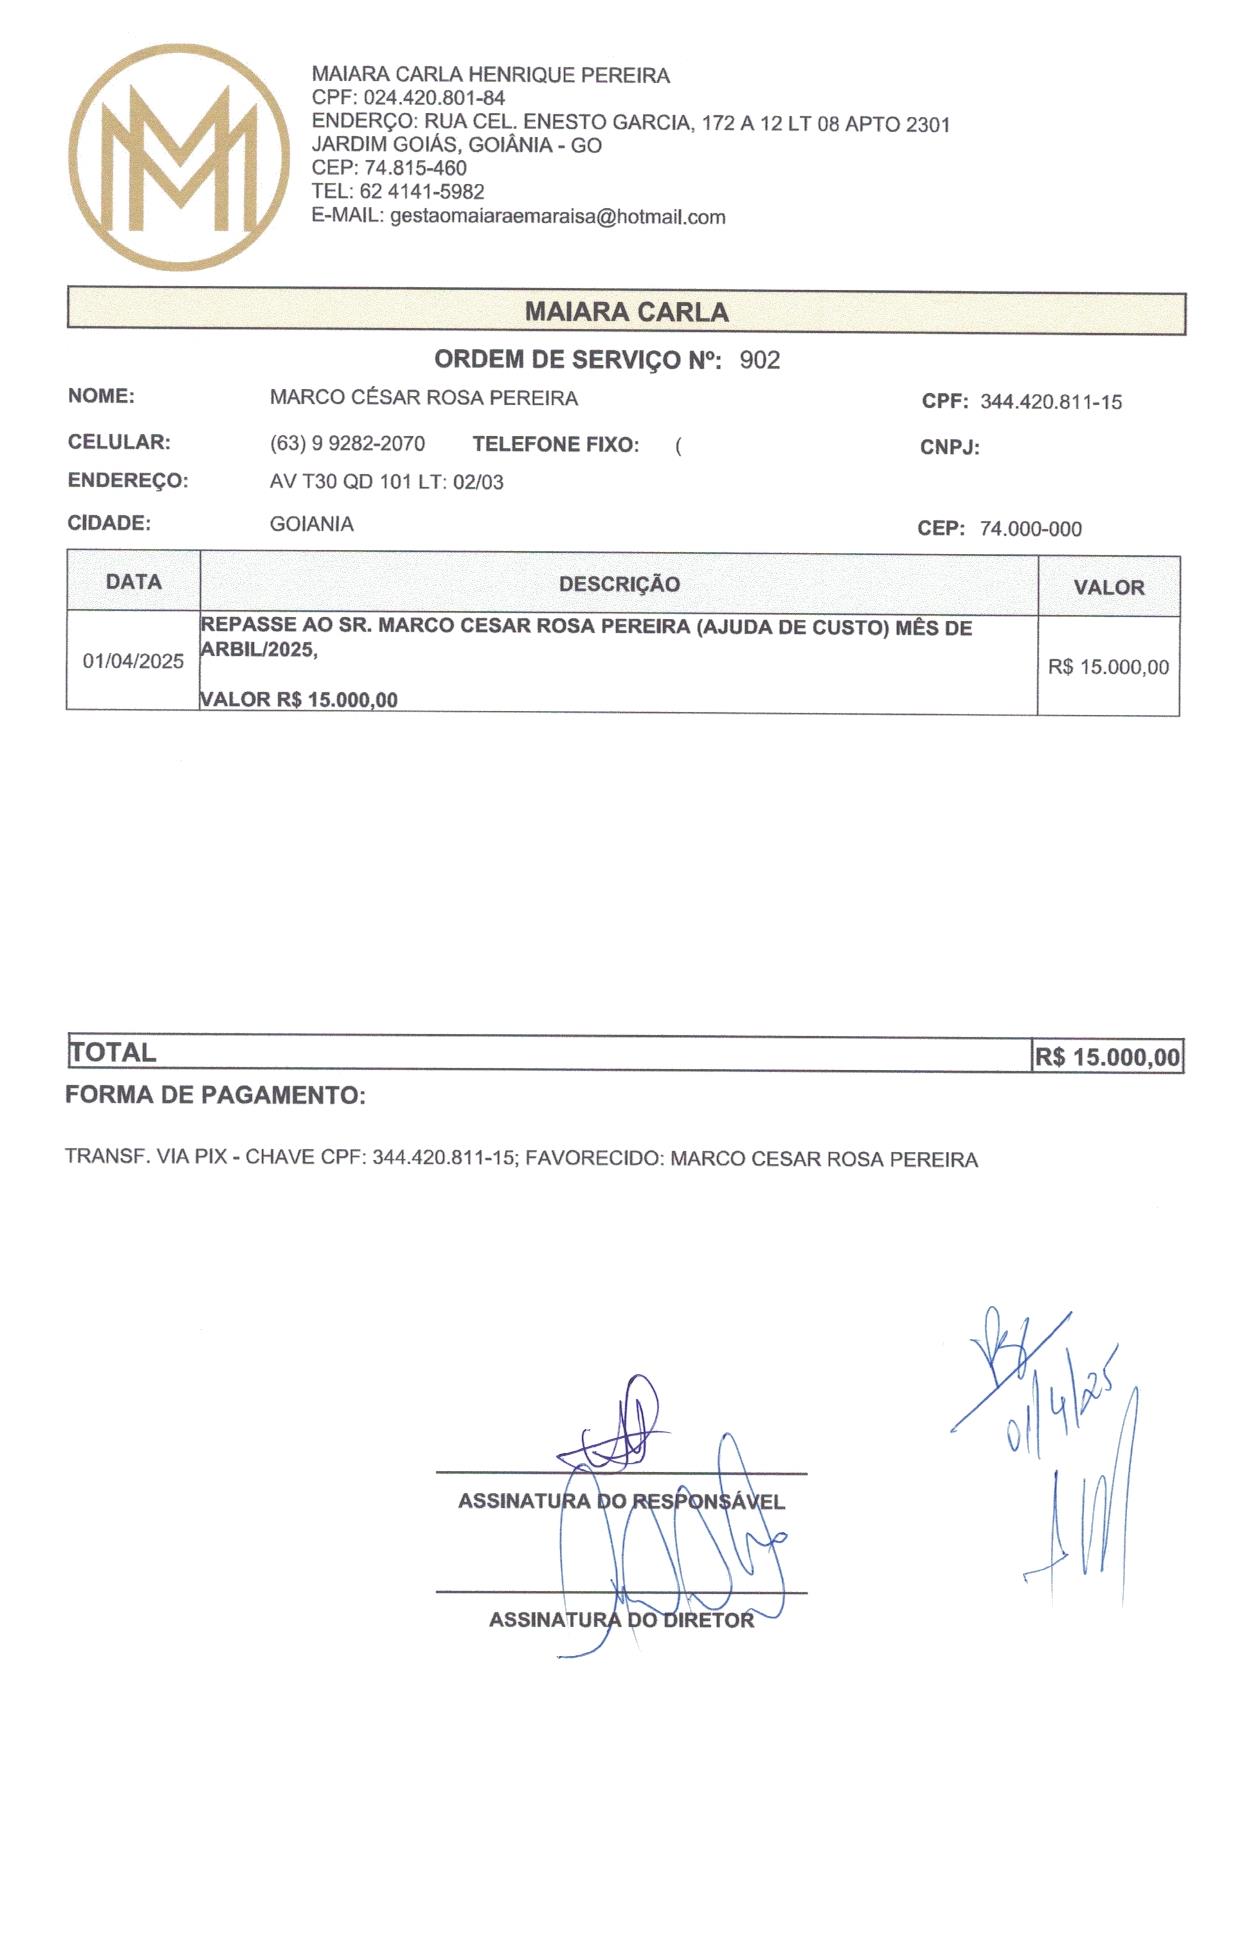 MAIARA CARLA HENRIQUE PEREIRA
CPF: 024.420.801-84
ENDERÇO: RUA CEL. ENESTO GARCIA, 172 A 12 LT 08 APTO 2301
JARDIM GOIÁS, GOIÂNIA - GO
CEP: 74.815-460
TEL: 62 4141-5982
E-MAIL: gestaomaiaraemaraisa@hotmail.com
MAIARA CARLA
ORDEM DE SERVIÇO Nº: 902
NOME: MARCO CÉSAR ROSA PEREIRA CPF: 344.420.811-15
CELULAR: (63) 9 9282-2070 TELEFONE FIXO: ( CNPJ:
ENDEREÇO: AV T30 QD 101 LT: 02/03
CIDADE: GOIANIA CEP: 74.000-000
DATA DESCRIÇÃO VALOR
REPASSE AO SR. MARCO CESAR ROSA PEREIRA (AJUDA DE CUSTO) MÊS DE
ARBIL/2025,
01/04/2025 R$ 15.000,00
VALOR R$ 15.000,00
TOTAL R$ 15.000,00
FORMA DE PAGAMENTO:
TRANSF. VIA PIX - CHAVE CPF: 344.420.811-15; FAVORECIDO: MARCO CESAR ROSA PEREIRA
01/4/25
ASSINATURA DO RESPONSÁVEL
ASSINATURA DO DIRETOR